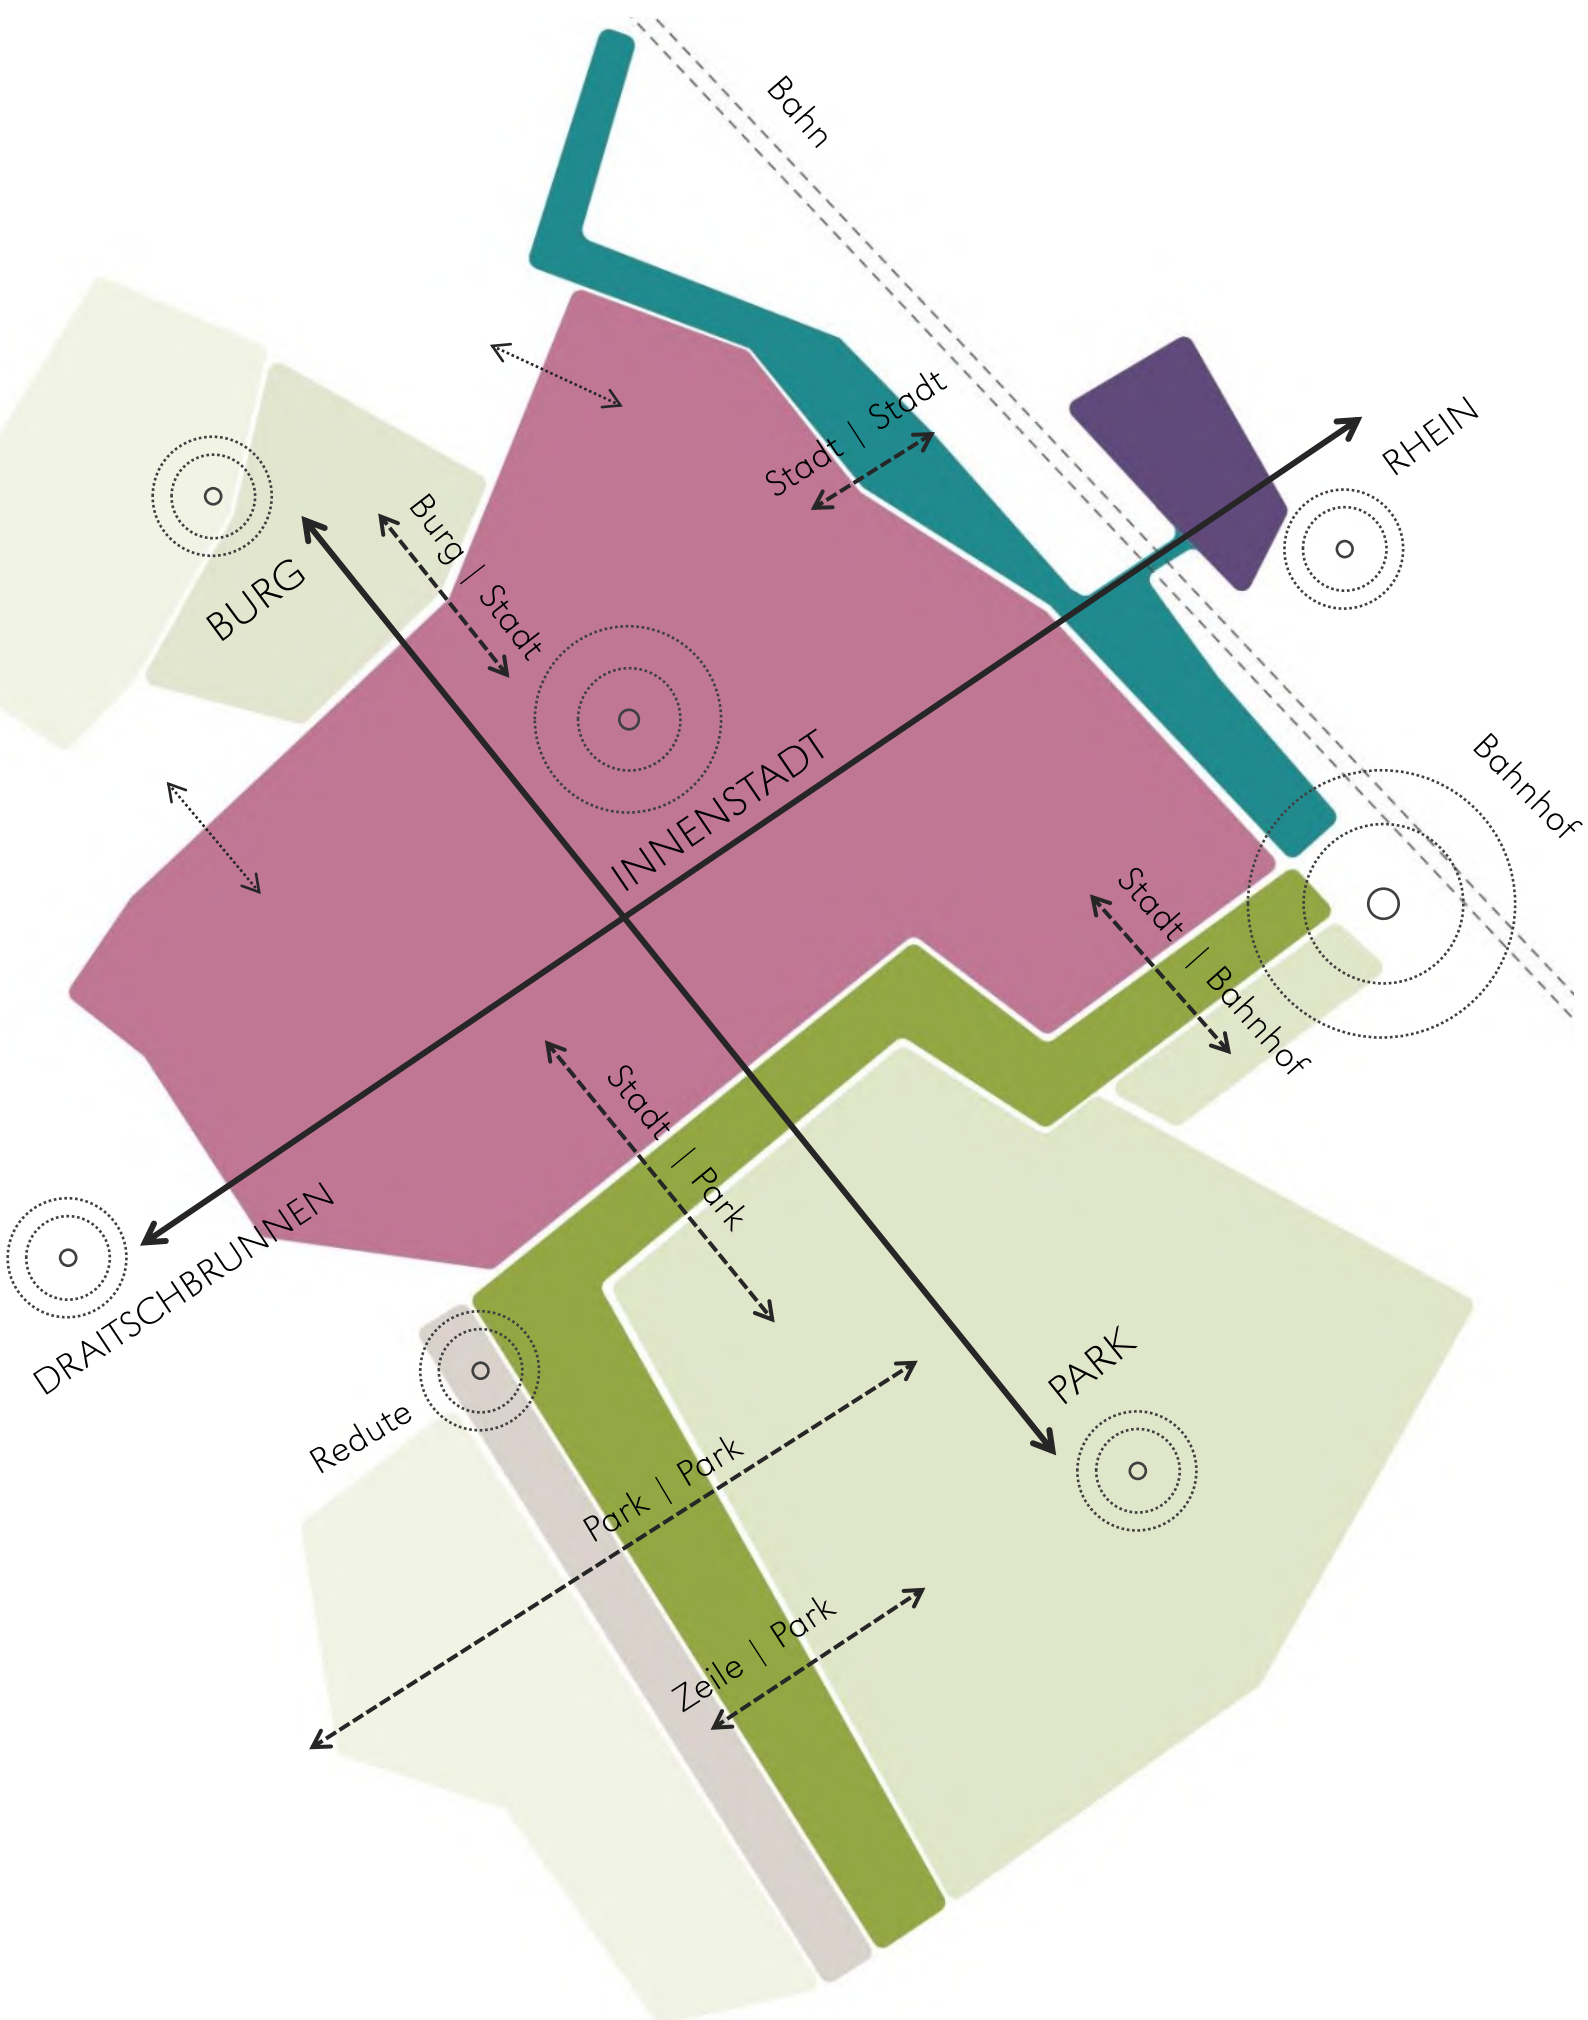 Bahn
Stadt | Stadt
RHEIN
Burg | Stadt
BURG
INNENSTADT
Bahnhof
Stadt | Bahnhof
Stadt | Park
DRAITSCHBRUNNEN
PARK
Redute
Park | Park
Zeile | Park